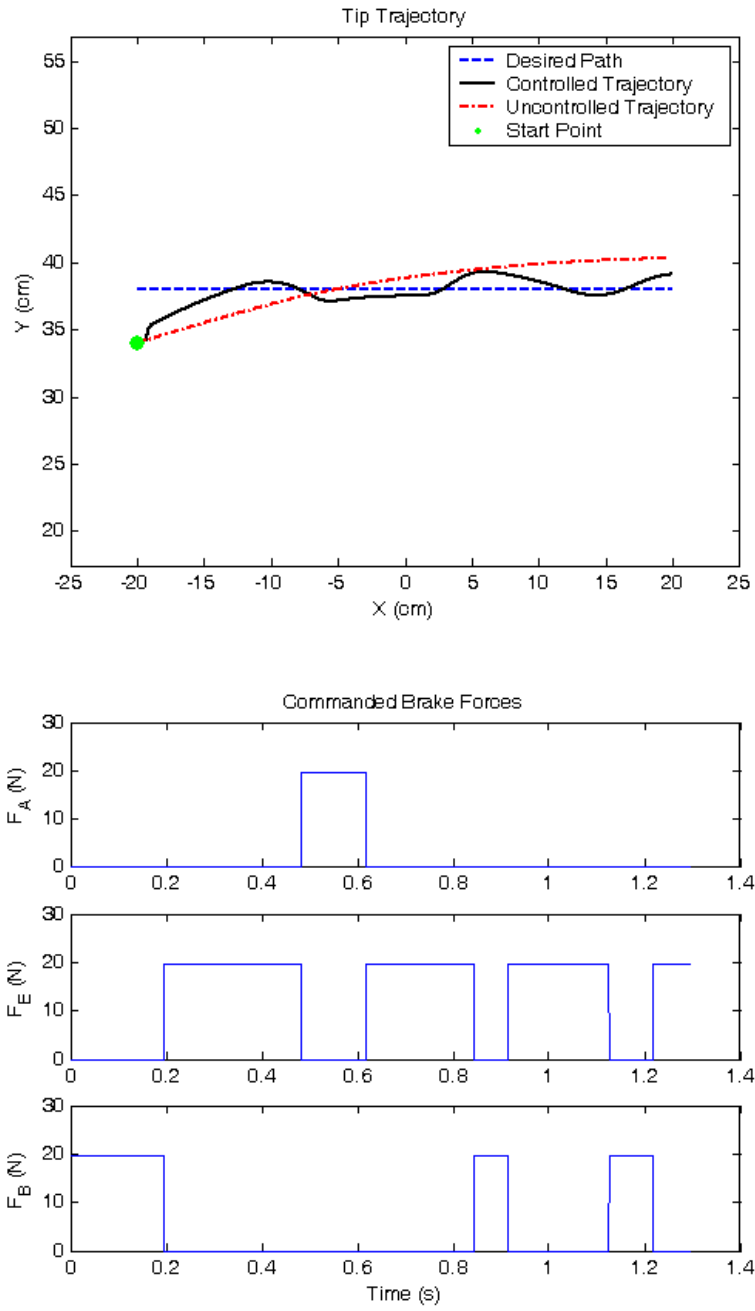 Tip Trajectory
Desired Path
Controlled Trajectory
Uncontrolled Trajectory
Start Point
55
50
45
40
35
30
25
20
Y (cm)
-25 -20 -15 -10 -5 0 5 10 15 20 25
X (cm)
Commanded Brake Forces
30
20
10
0
F_A (N)
0 0.2 0.4 0.6 0.8 1 1.2 1.4
30
20
10
0
F_E (N)
0 0.2 0.4 0.6 0.8 1 1.2 1.4
30
20
10
0
F_B (N)
0 0.2 0.4 0.6 0.8 1 1.2 1.4
Time (s)